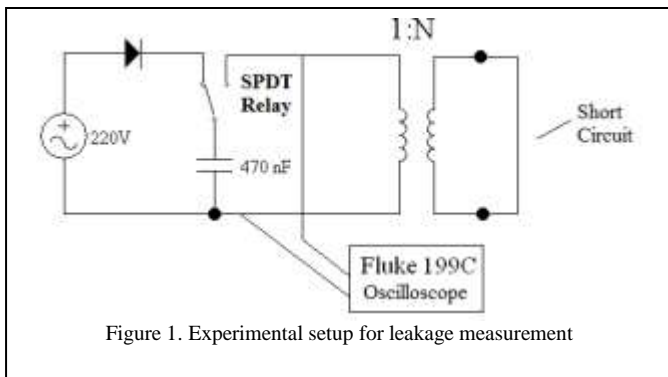 1:N
SPDT
Relay
220V
470 nF
Short
Circuit
Fluke 199C
Oscilloscope
Figure 1. Experimental setup for leakage measurement